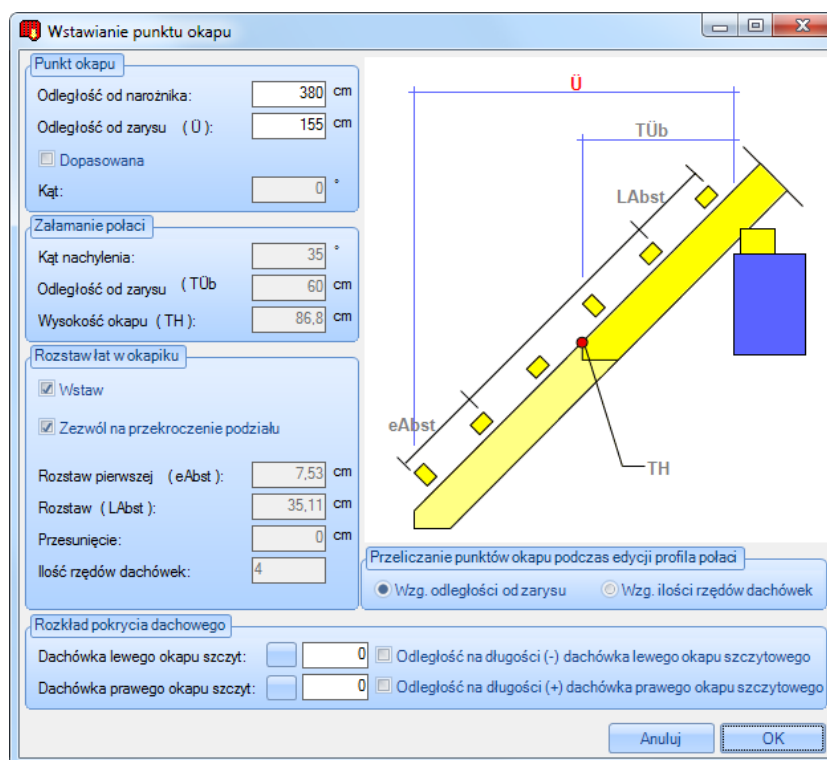 Wstawianie punktu okapu
Punkt okapu
Odległość od narożnika: 380 cm
Odległość od zarysu ( Ü ): 155 cm
Dopasowana
Kąt: 0 °
Załamanie połaci
Kąt nachylenia: 35 °
Odległość od zarysu ( TÜb 60 cm
Wysokość okapu ( TH ): 86,8 cm
Rozstaw łat w okapiku
Wstaw
Zezwól na przekroczenie podziału
Rozstaw pierwszej ( eAbst ): 7,53 cm
Rozstaw ( LAbst ): 35,11 cm
Przesunięcie: 0 cm
Ilość rzędów dachówek: 4
Ü
TÜb
LAbst
eAbst
TH
Przeliczanie punktów okapu podczas edycji profila połaci
Wzg. odległości od zarysu Wzg. ilości rzędów dachówek
Rozkład pokrycia dachowego
Dachówka lewego okapu szczyt: 0 Odległość na długości (-) dachówka lewego okapu szczytowego
Dachówka prawego okapu szczyt: 0 Odległość na długości (+) dachówka prawego okapu szczytowego
Anuluj OK